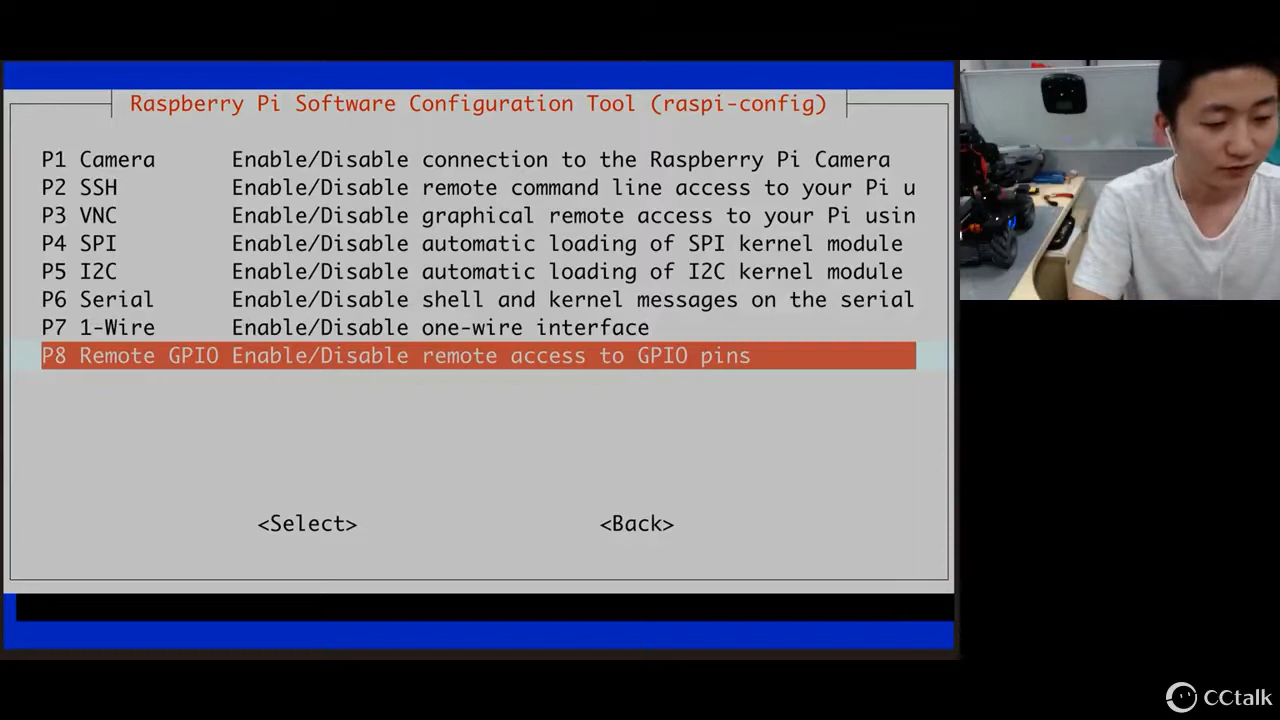 Raspberry Pi Software Configuration Tool (raspi-config)
P1 Camera Enable/Disable connection to the Raspberry Pi Camera
P2 SSH Enable/Disable remote command line access to your Pi u
P3 VNC Enable/Disable graphical remote access to your Pi usin
P4 SPI Enable/Disable automatic loading of SPI kernel module
P5 I2C Enable/Disable automatic loading of I2C kernel module
P6 Serial Enable/Disable shell and kernel messages on the serial
P7 1-Wire Enable/Disable one-wire interface
P8 Remote GPIO Enable/Disable remote access to GPIO pins
<Select> <Back>
CCtalk